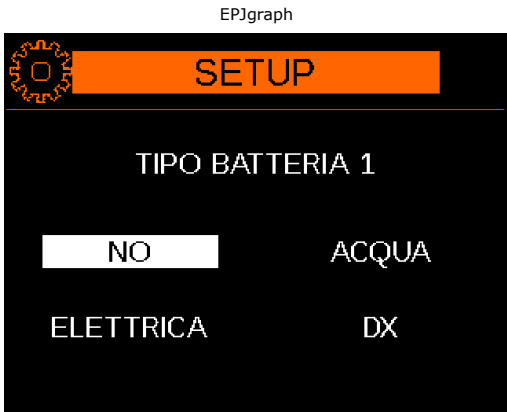 EPJgraph
SETUP
TIPO BATTERIA 1
NO ACQUA
ELETTRICA DX